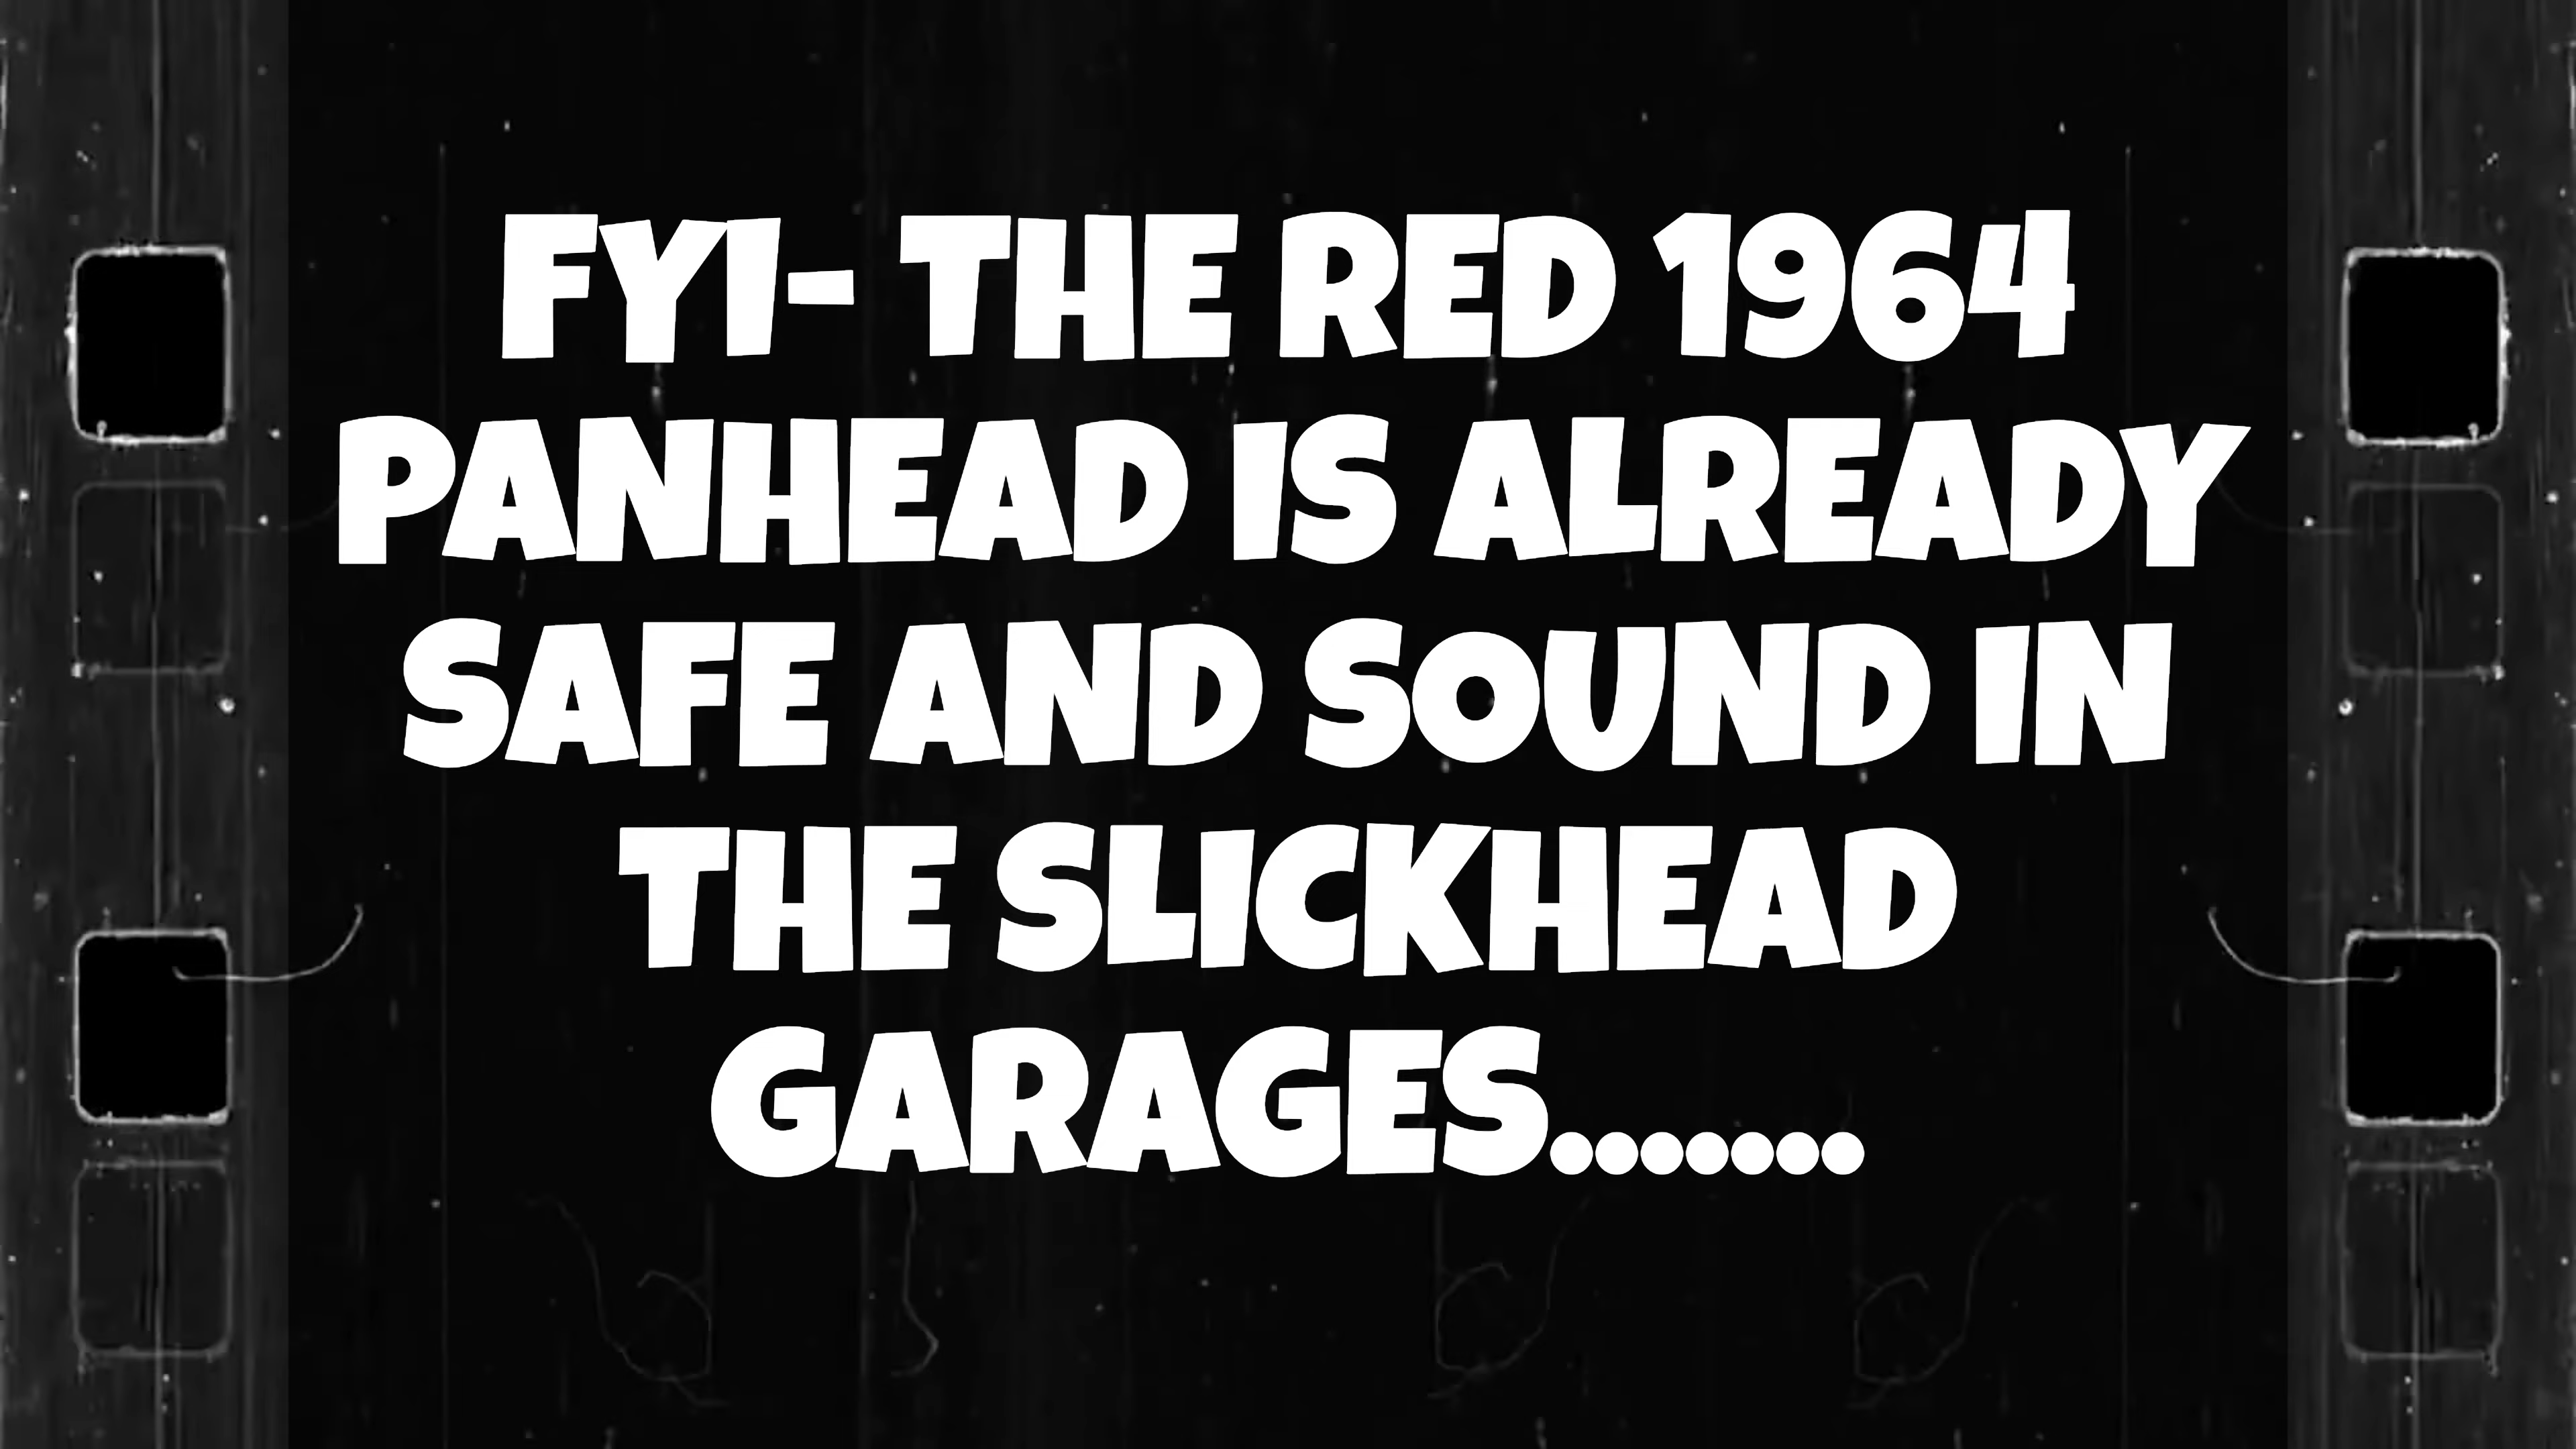 FYI- THE RED 1964
PANHEAD IS ALREADY
SAFE AND SOUND IN
THE SLICKHEAD
GARAGES.......